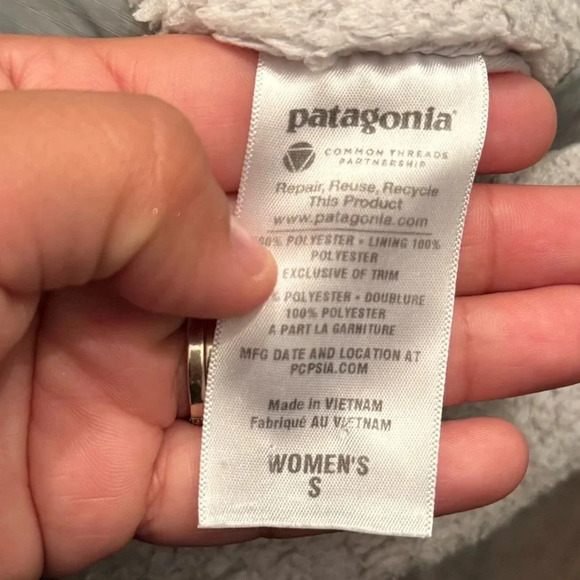 patagonia
COMMON THREADS
PARTNERSHIP
Repair, Reuse, Recycle
This Product
www.patagonia.com
POLYESTER • LINING 100%
POLYESTER
EXCLUSIVE OF TRIM
POLYESTER • DOUBLURE
100% POLYESTER
A PART LA GARNITURE
MFG DATE AND LOCATION AT
PCPSIA.COM
Made in VIETNAM
Fabriqué AU VIETNAM
WOMEN'S
S